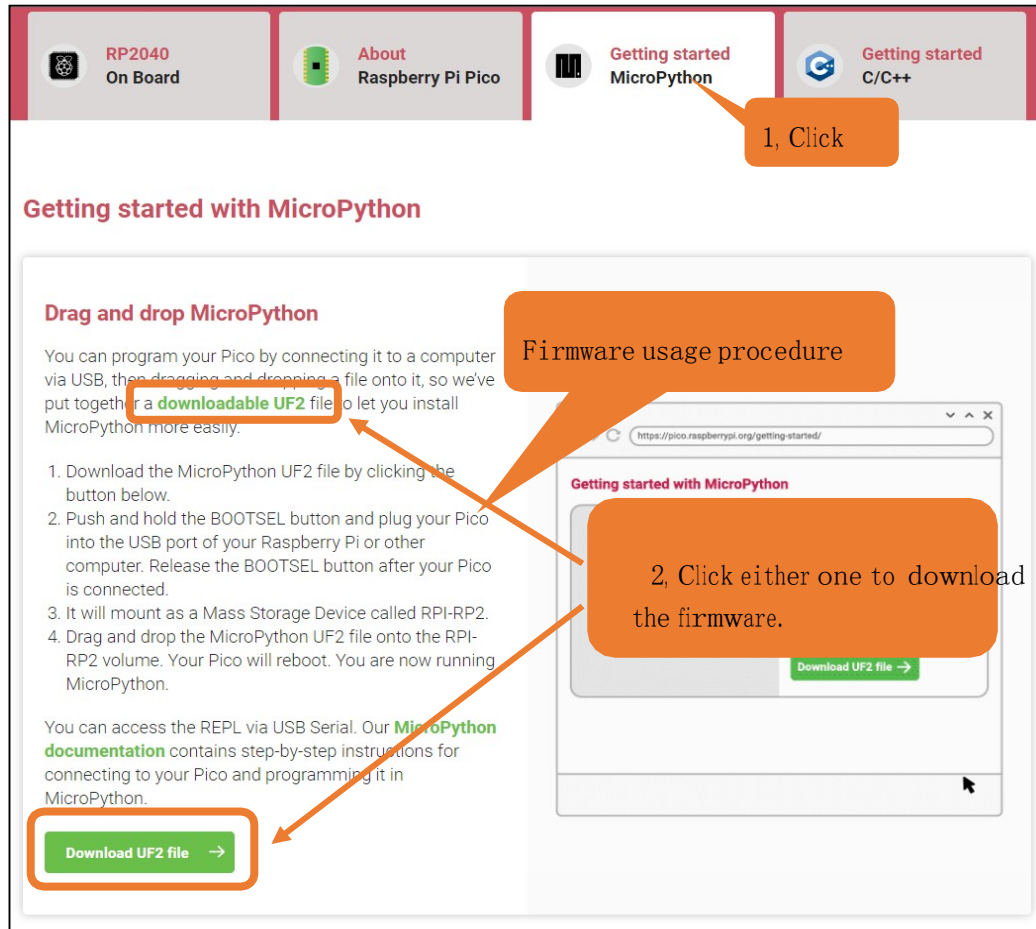 RP2040
On Board
About
Raspberry Pi Pico
Getting started
MicroPython
Getting started
C/C++
1, Click
Getting started with MicroPython
Drag and drop MicroPython
You can program your Pico by connecting it to a computer
via USB, then dragging and dropping a file onto it, so we've
put together a downloadable UF2 file to let you install
MicroPython more easily.
1. Download the MicroPython UF2 file by clicking the
button below.
2. Push and hold the BOOTSEL button and plug your Pico
into the USB port of your Raspberry Pi or other
computer. Release the BOOTSEL button after your Pico
is connected.
3. It will mount as a Mass Storage Device called RPI-RP2.
4. Drag and drop the MicroPython UF2 file onto the RPI-
RP2 volume. Your Pico will reboot. You are now running
MicroPython.
You can access the REPL via USB Serial. Our MicroPython
documentation contains step-by-step instructions for
connecting to your Pico and programming it in
MicroPython.
Download UF2 file
Firmware usage procedure
https://pico.raspberrypi.org/getting-started/
Getting started with MicroPython
2, Click either one to download
the firmware.
Download UF2 file